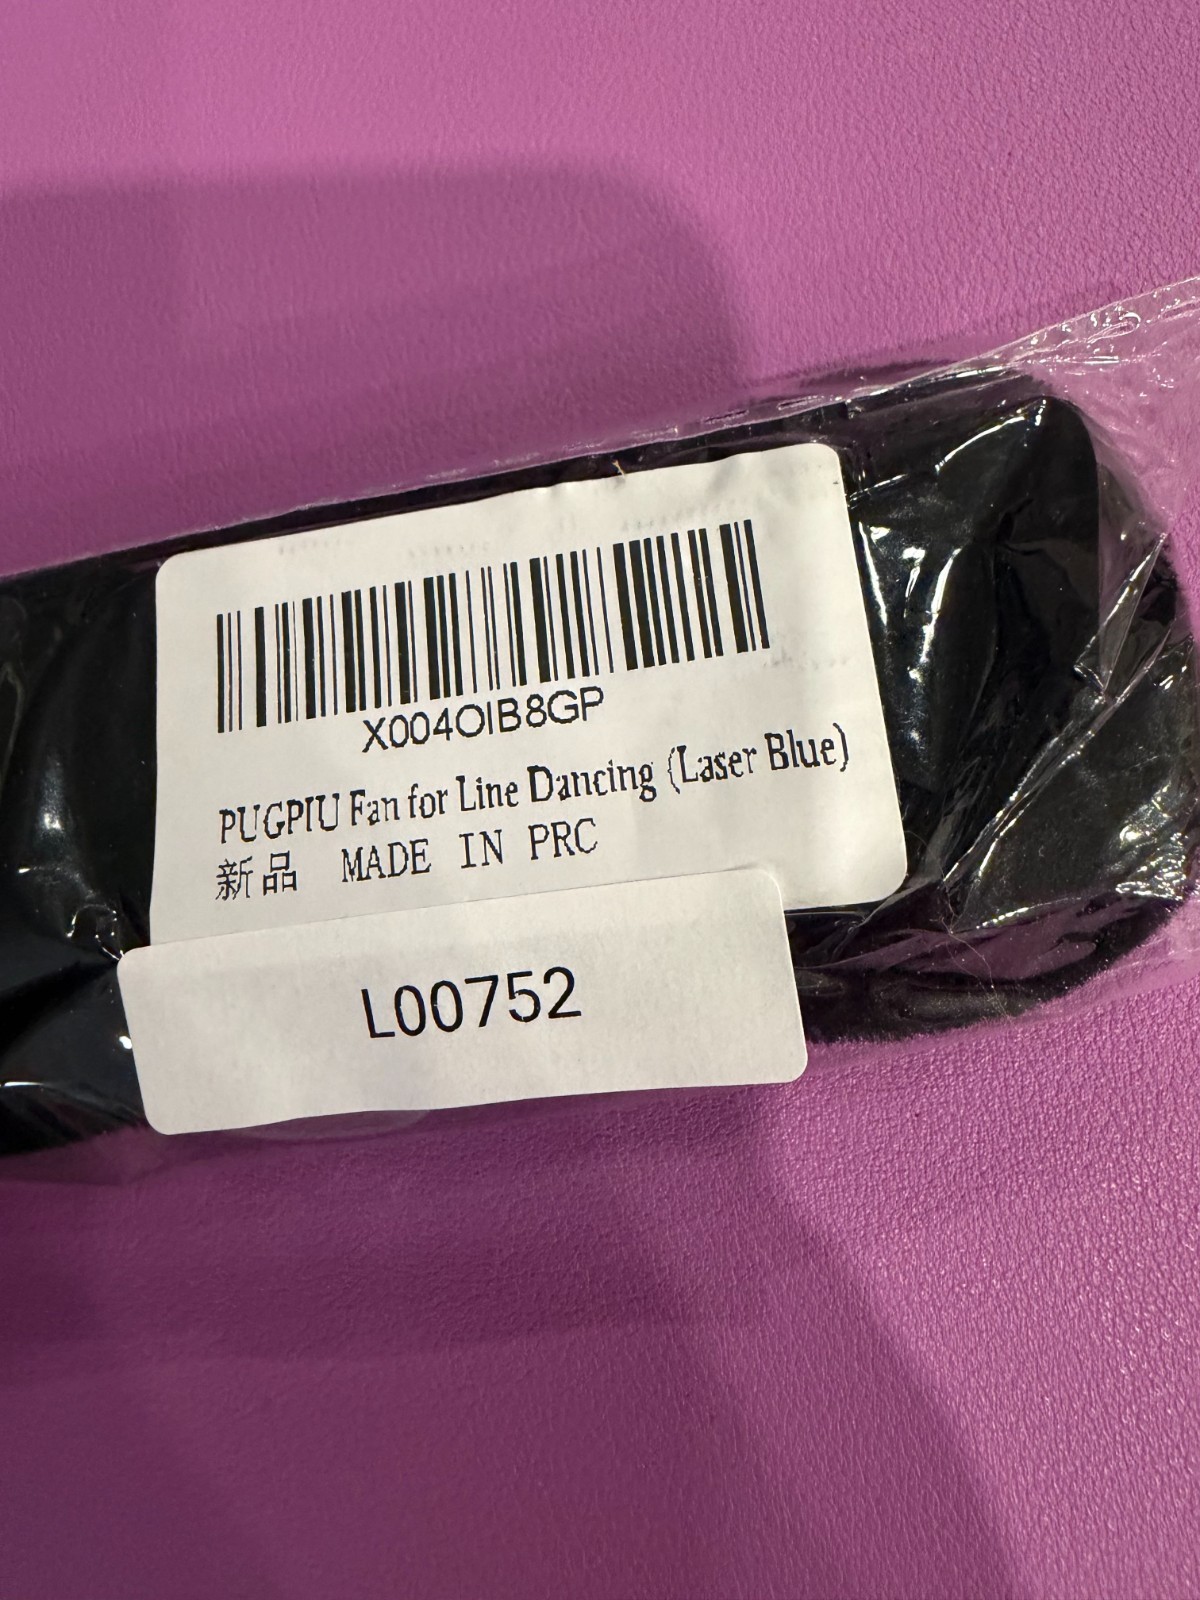 X004OIB8GP
PUGPIU Fan for Line Dancing (Laser Blue)
新品 MADE IN PRC
L00752